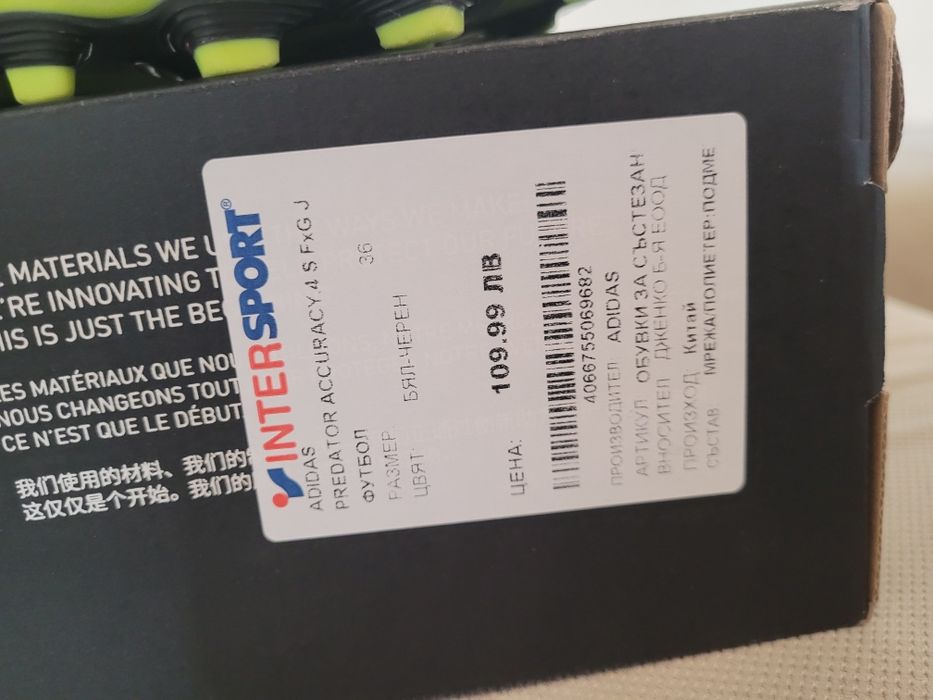 MATERIALS WE
RE INNOVATING
IS IS JUST THE BE
ES MATÉRIAUX QUE NOU
NOUS CHANGEONS TOUT
CE N'EST QUE LE DÉBUT
我们使用的材料、我们的
这仅仅是个开始。我们的
INTERSPORT®
ADIDAS
PREDATOR ACCURACY.4 S FxG J
ФУТБОЛ
РАЗМЕР: 36
ЦВЯТ: БЯЛ-ЧЕРЕН
ЦЕНА: 109.99 ЛВ
4066755069682
ПРОИЗВОДИТЕЛ ADIDAS
АРТИКУЛ ОБУВКИ ЗА СЪСТЕЗАН
ВНОСИТЕЛ ДЖЕНКО Б-Я ЕООД
ПРОИЗХОД Китай
СЪСТАВ МРЕЖА/ПОЛИЕТЕР:ПОДМЕ